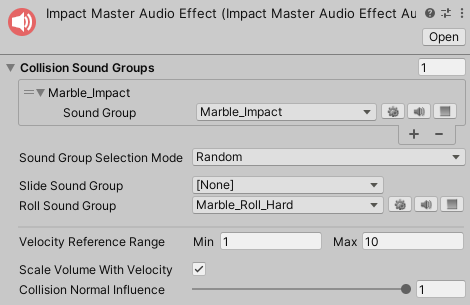 Impact Master Audio Effect (Impact Master Audio Effect Au
Open
Collision Sound Groups 1
Marble_Impact
Sound Group Marble_Impact
Sound Group Selection Mode Random
Slide Sound Group [None]
Roll Sound Group Marble_Roll_Hard
Velocity Reference Range Min 1 Max 10
Scale Volume With Velocity
Collision Normal Influence 1